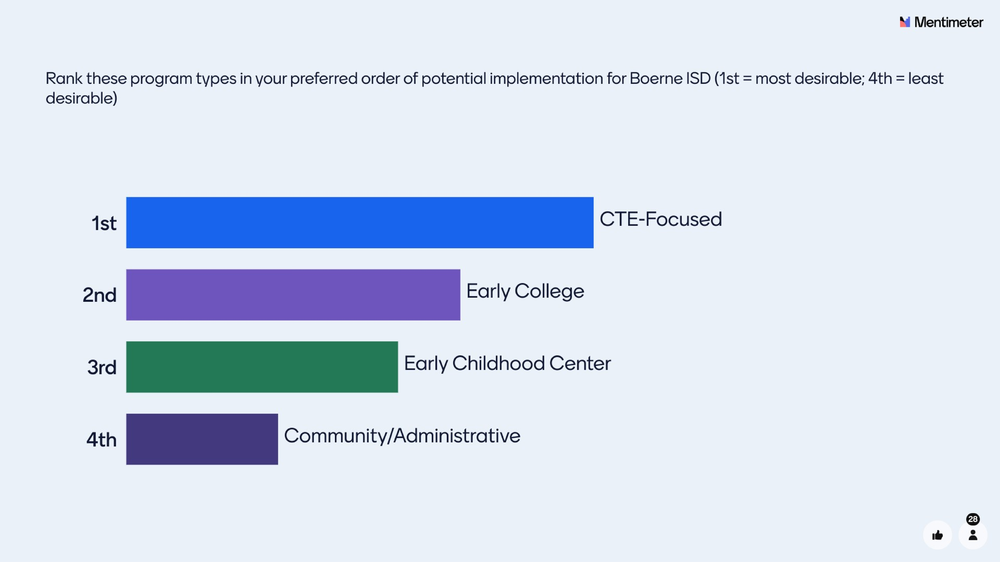 Mentimeter
Rank these program types in your preferred order of potential implementation for Boerne ISD (1st = most desirable; 4th = least
desirable)
1st CTE-Focused
2nd Early College
3rd Early Childhood Center
4th Community/Administrative
28